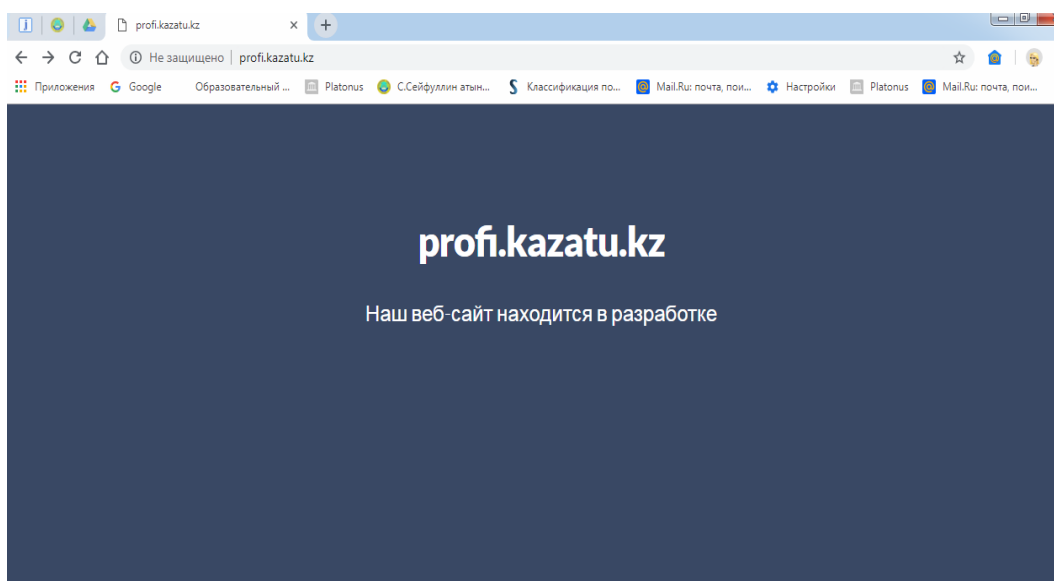 profi.kazatu.kz
Не защищено | profi.kazatu.kz
Приложения Google Образовательный ... Platonus С.Сейфуллин атын... Классификация по... Mail.Ru: почта, пои... Настройки Platonus Mail.Ru: почта, пои...
profi.kazatu.kz
Наш веб-сайт находится в разработке